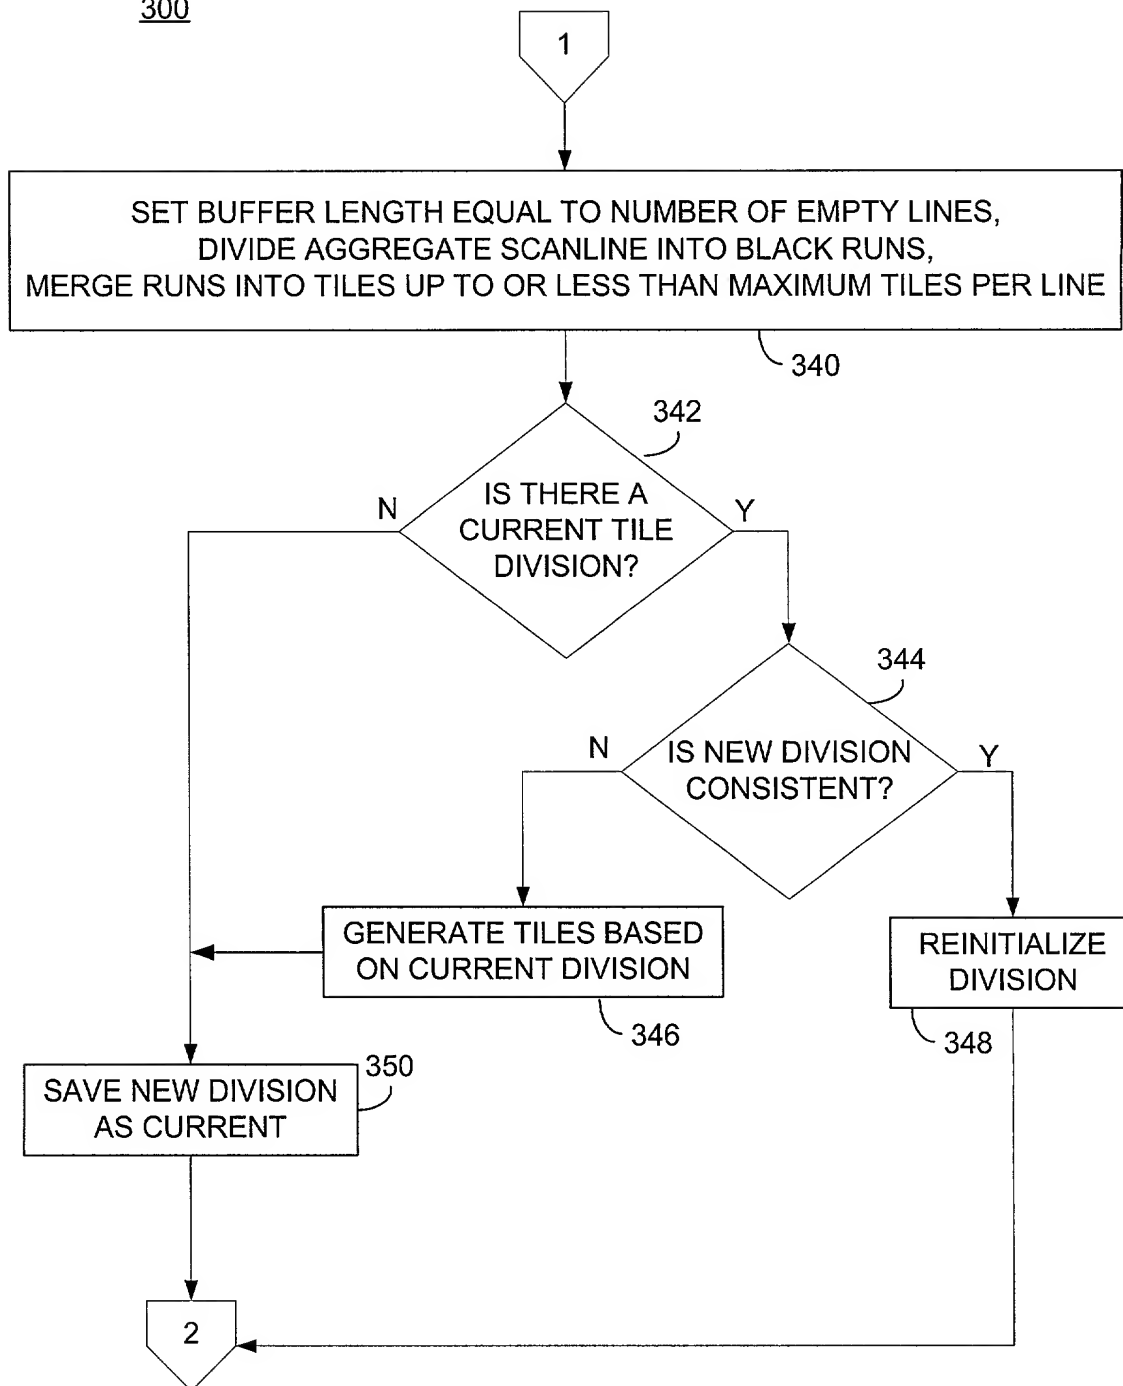 300
1
SET BUFFER LENGTH EQUAL TO NUMBER OF EMPTY LINES,
DIVIDE AGGREGATE SCANLINE INTO BLACK RUNS,
MERGE RUNS INTO TILES UP TO OR LESS THAN MAXIMUM TILES PER LINE
340
342
IS THERE A
CURRENT TILE
DIVISION?
N
Y
344
IS NEW DIVISION
CONSISTENT?
N
Y
GENERATE TILES BASED
ON CURRENT DIVISION
346
REINITIALIZE
DIVISION
348
SAVE NEW DIVISION
AS CURRENT
350
2